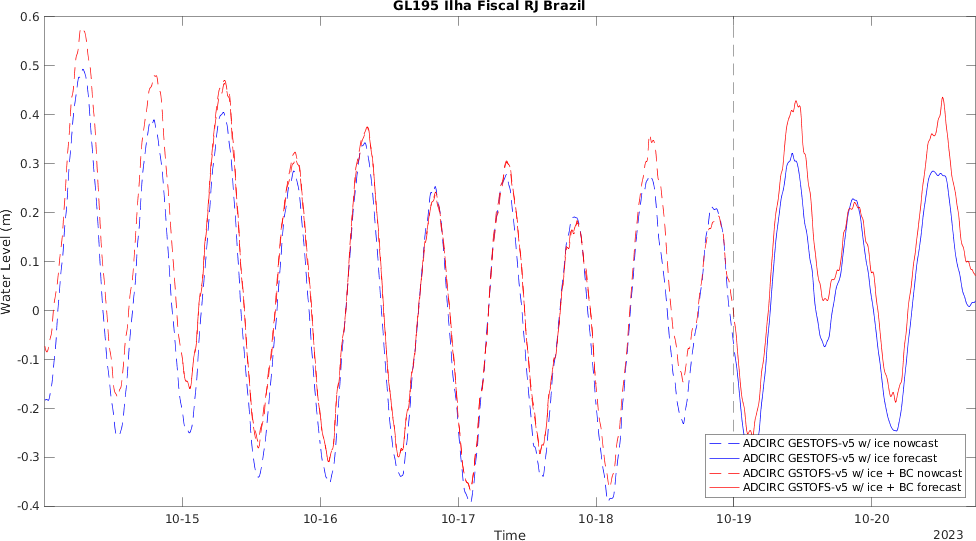 GL195 Ilha Fiscal RJ Brazil
0.6
0.5
0.4
0.3
0.2
0.1
0
-0.1
-0.2
-0.3
-0.4
Water Level (m)
10-15 10-16 10-17 10-18 10-19 10-20
Time
2023
ADCIRC GESTOFS-v5 w/ ice nowcast
ADCIRC GESTOFS-v5 w/ ice forecast
ADCIRC GSTOFS-v5 w/ ice + BC nowcast
ADCIRC GSTOFS-v5 w/ ice + BC forecast